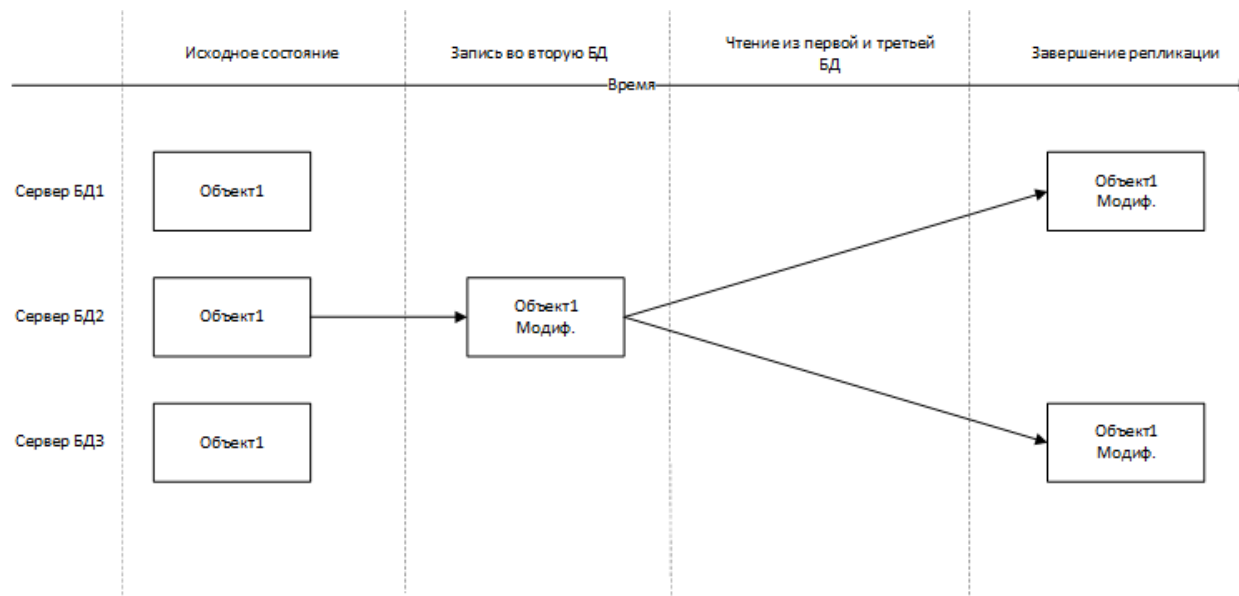 Исходное состояние
Запись во вторую БД
Чтение из первой и третьей
БД
Завершение репликации
Время
Сервер БД1
Объект1
Объект1
Модиф.
Сервер БД2
Объект1
Объект1
Модиф.
Сервер БД3
Объект1
Объект1
Модиф.